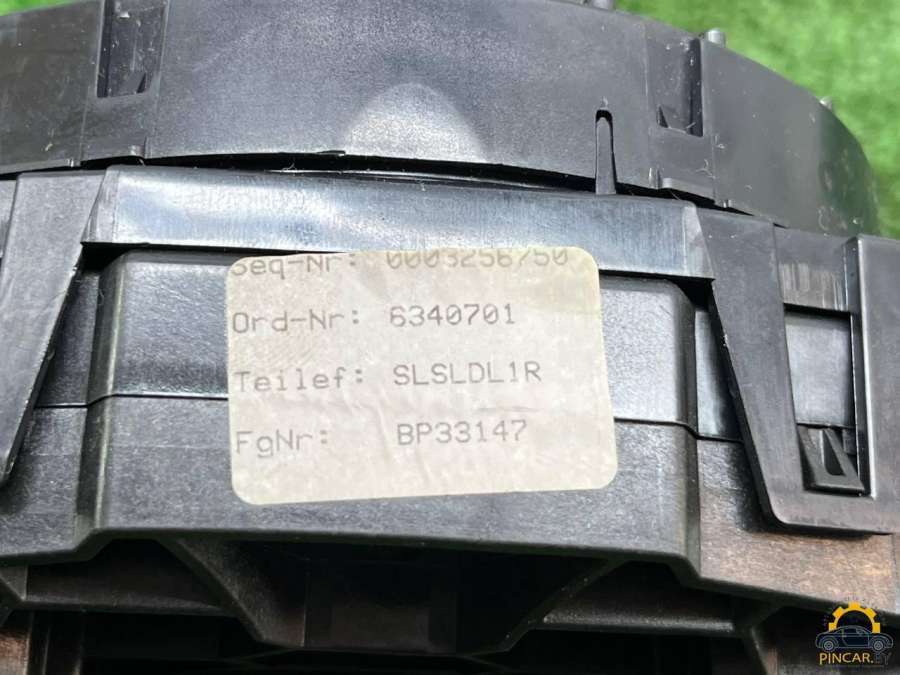 Seq-Nr: 0003256750
Ord-Nr: 6340701
Teilef: SLSLDL1R
FgNr: BP33147
PINCAR.BY